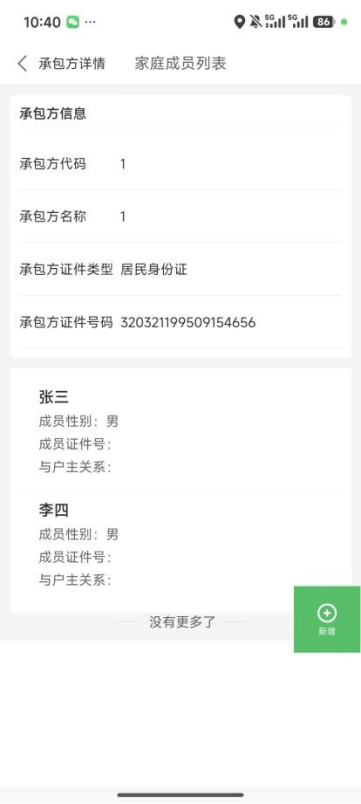 10:40 ···
5G 5G 86
承包方详情 家庭成员列表
承包方信息
承包方代码 1
承包方名称 1
承包方证件类型 居民身份证
承包方证件号码 320321199509154656
张三
成员性别：男
成员证件号：
与户主关系：
李四
成员性别：男
成员证件号：
与户主关系：
没有更多了
新增